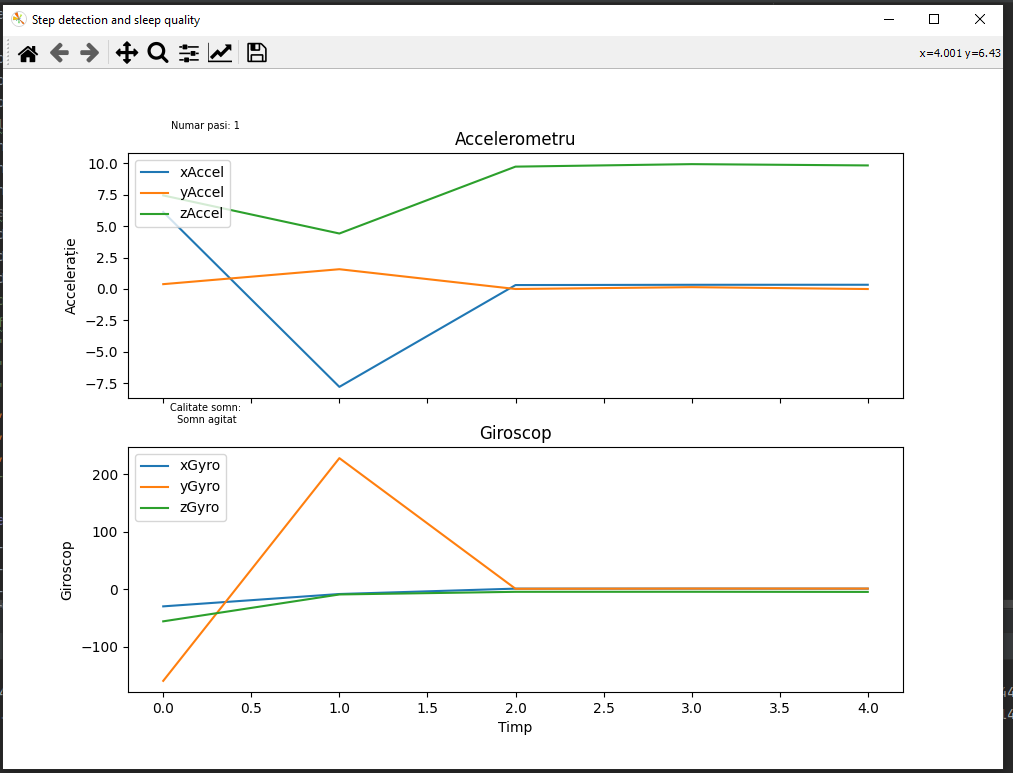 Step detection and sleep quality
x=4.001 y=6.43
Numar pasi: 1
Accelerometru
10.0
7.5
5.0
2.5
0.0
−2.5
−5.0
−7.5
Accelerație
xAccel
yAccel
zAccel
Calitate somn:
Somn agitat
Giroscop
200
100
0
−100
Giroscop
xGyro
yGyro
zGyro
0.0 0.5 1.0 1.5 2.0 2.5 3.0 3.5 4.0
Timp